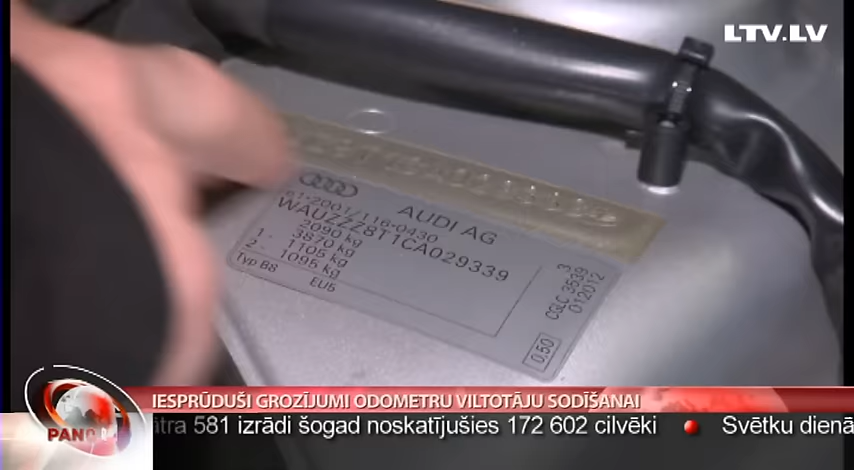 LTV.LV
AUDI AG
e1*2001/116*0430
WAUZZZ8T1CA029339
2090 kg
3870 kg
1 - 1105 kg
2 - 1095 kg
Typ B8
EU5
3
CGLC 3539
012012
0,50
IESPRŪDUŠI GROZĪJUMI ODOMETRU VILTOTĀJU SODĪŠANAI
581 izrādi šogad noskatījušies 172 602 cilvēki
Svētku dienā